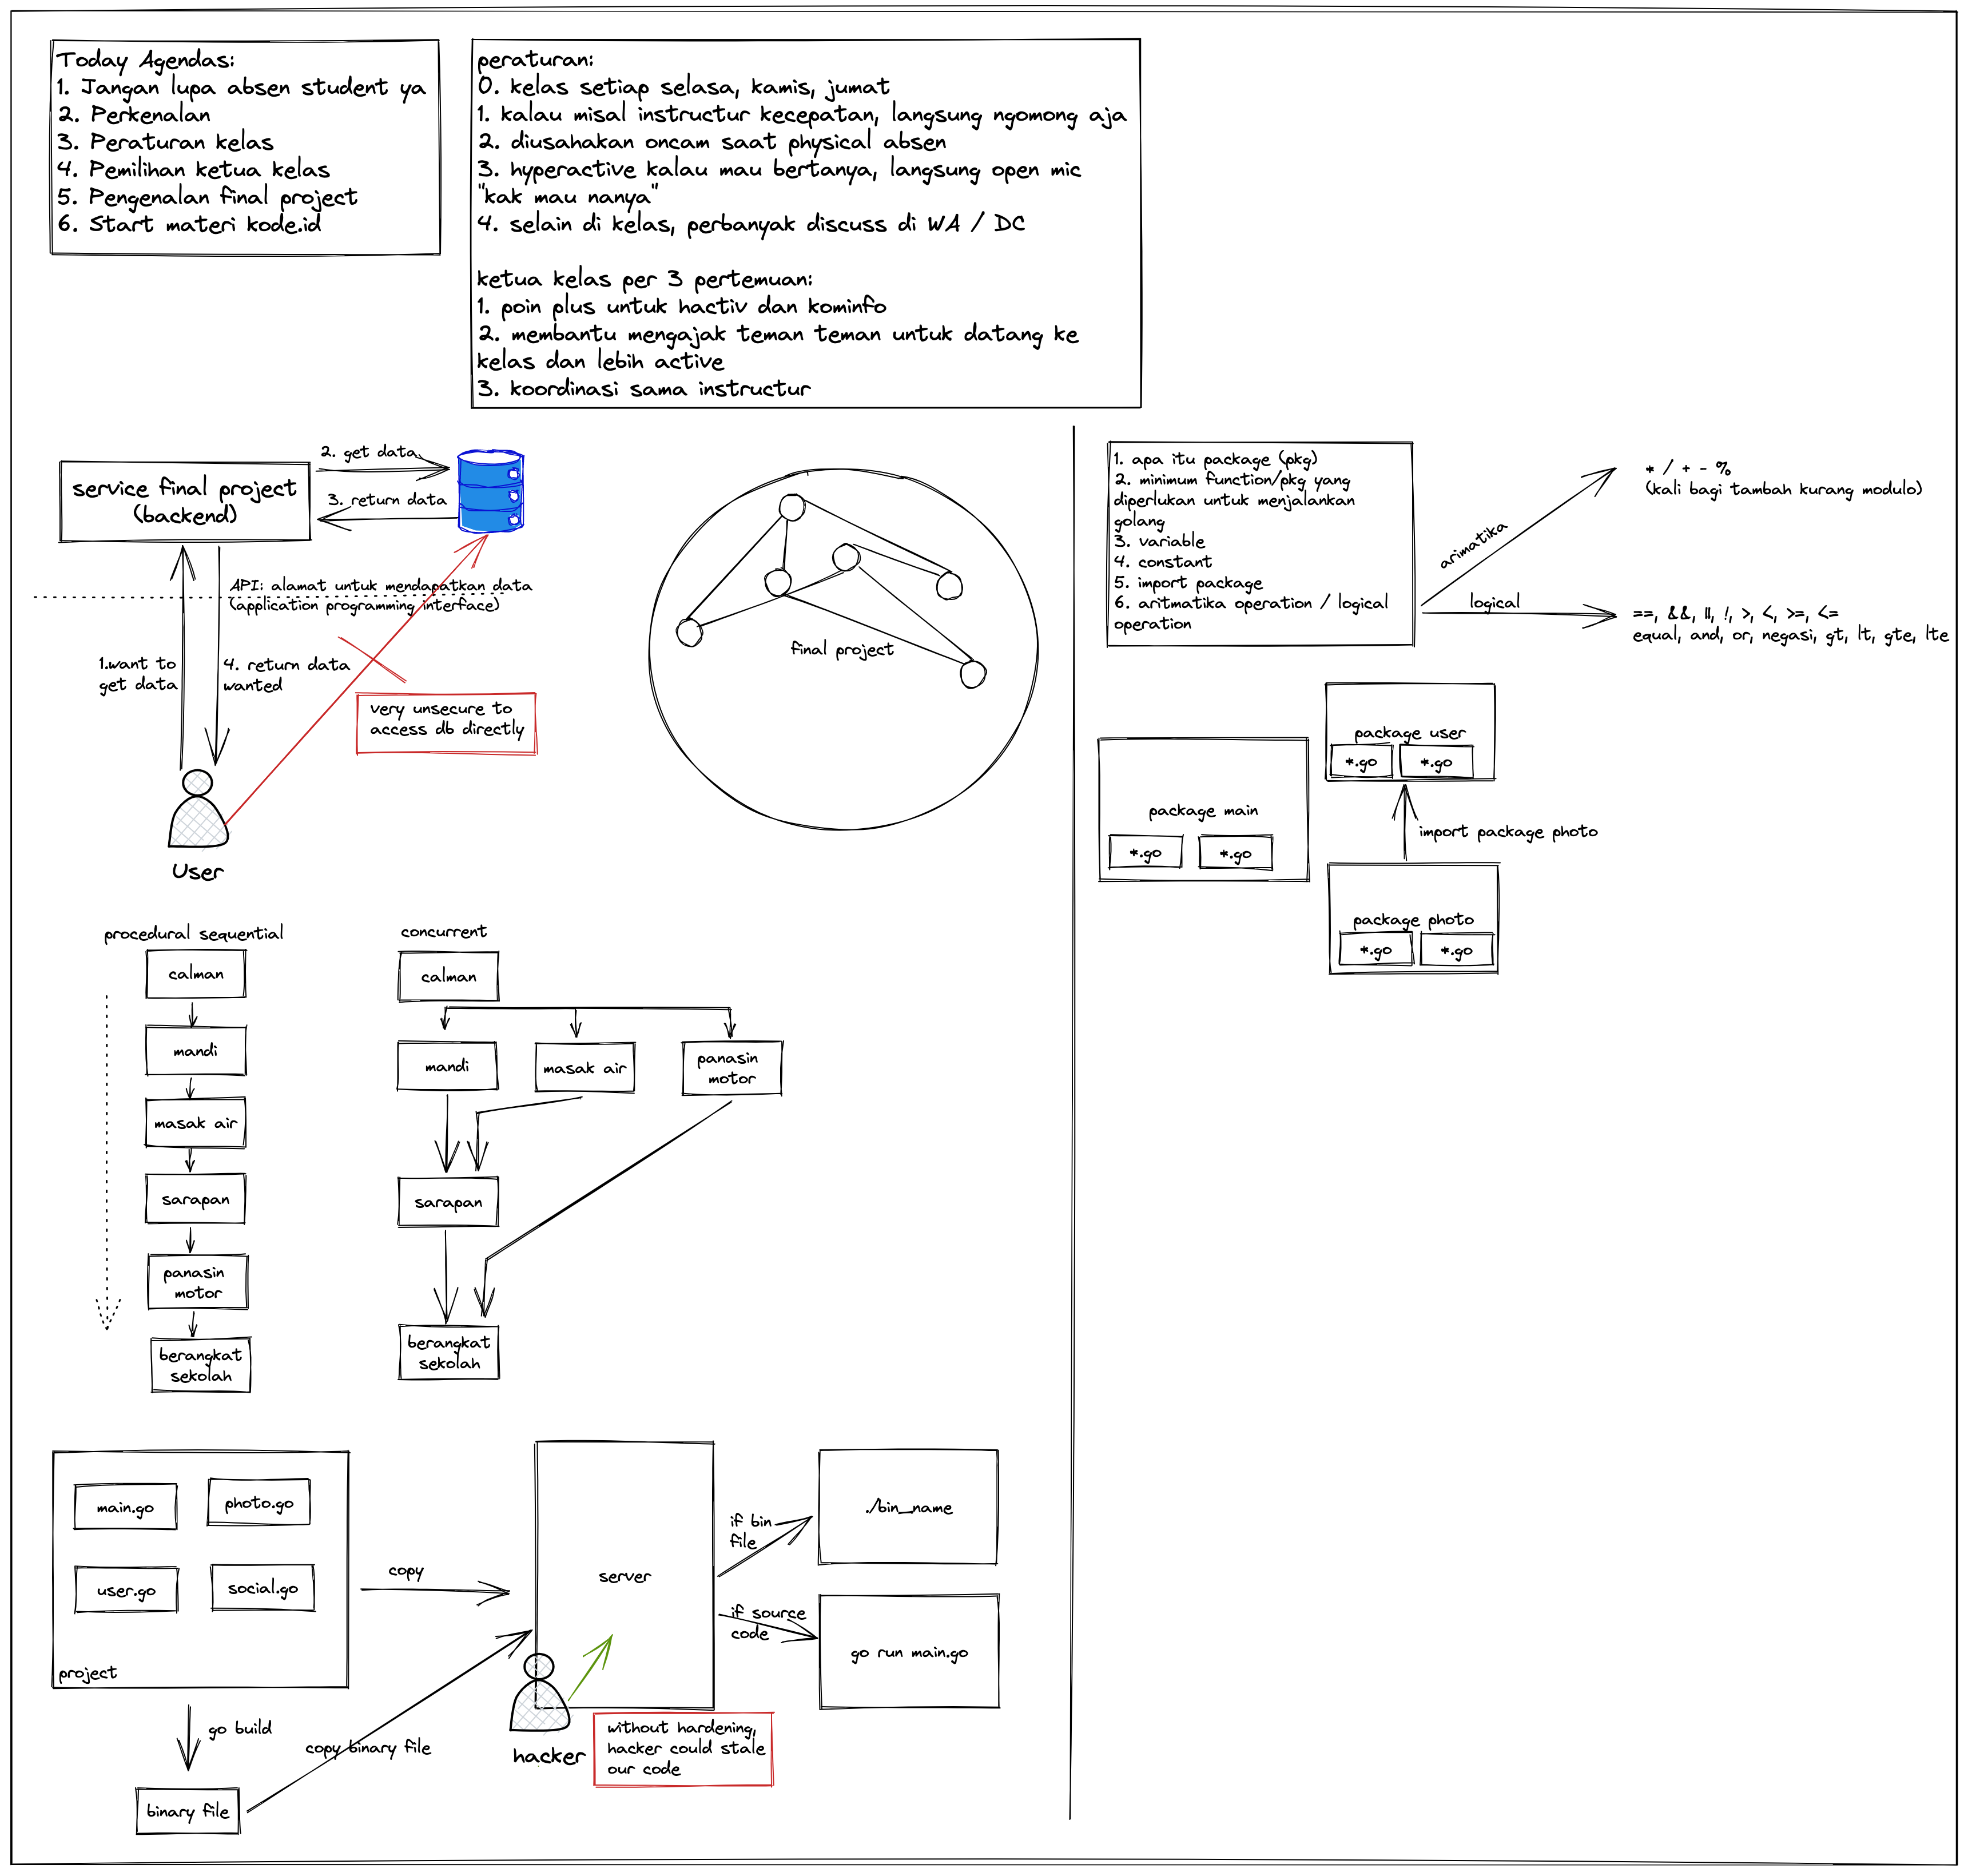 Today Agendas:
1. Jangan lupa absen student ya
2. Perkenalan
3. Peraturan kelas
4. Pemilihan ketua kelas
5. Pengenalan final project
6. Start materi kode.id
peraturan:
0. kelas setiap selasa, kamis, jumat
1. kalau misal instructur kecepatan, langsung ngomong aja
2. diusahakan oncam saat physical absen
3. hyperactive kalau mau bertanya, langsung open mic
"kak mau nanya"
4. selain di kelas, perbanyak discuss di WA / DC
ketua kelas per 3 pertemuan:
1. poin plus untuk hactiv dan kominfo
2. membantu mengajak teman teman untuk datang ke
kelas dan lebih active
3. koordinasi sama instructur
service final project
(backend)
2. get data
3. return data
API: alamat untuk mendapatkan data
(application programming interface)
1.want to
get data
4. return data
wanted
very unsecure to
access db directly
User
final project
procedural sequential
calman
mandi
masak air
sarapan
panasin
motor
berangkat
sekolah
concurrent
calman
mandi
masak air
panasin
motor
sarapan
berangkat
sekolah
main.go
photo.go
user.go
social.go
project
copy
go build
binary file
copy binary file
server
hacker
without hardening,
hacker could stale
our code
if bin
file
./bin_name
if source
code
go run main.go
1. apa itu package (pkg)
2. minimum function/pkg yang
diperlukan untuk menjalankan
golang
3. variable
4. constant
5. import package
6. aritmatika operation / logical
operation
arimatika
* / + - %
(kali bagi tambah kurang modulo)
logical
==, &&, ||, !, >, <, >=, <=
equal, and, or, negasi, gt, lt, gte, lte
package main
*.go
*.go
package user
*.go
*.go
import package photo
package photo
*.go
*.go